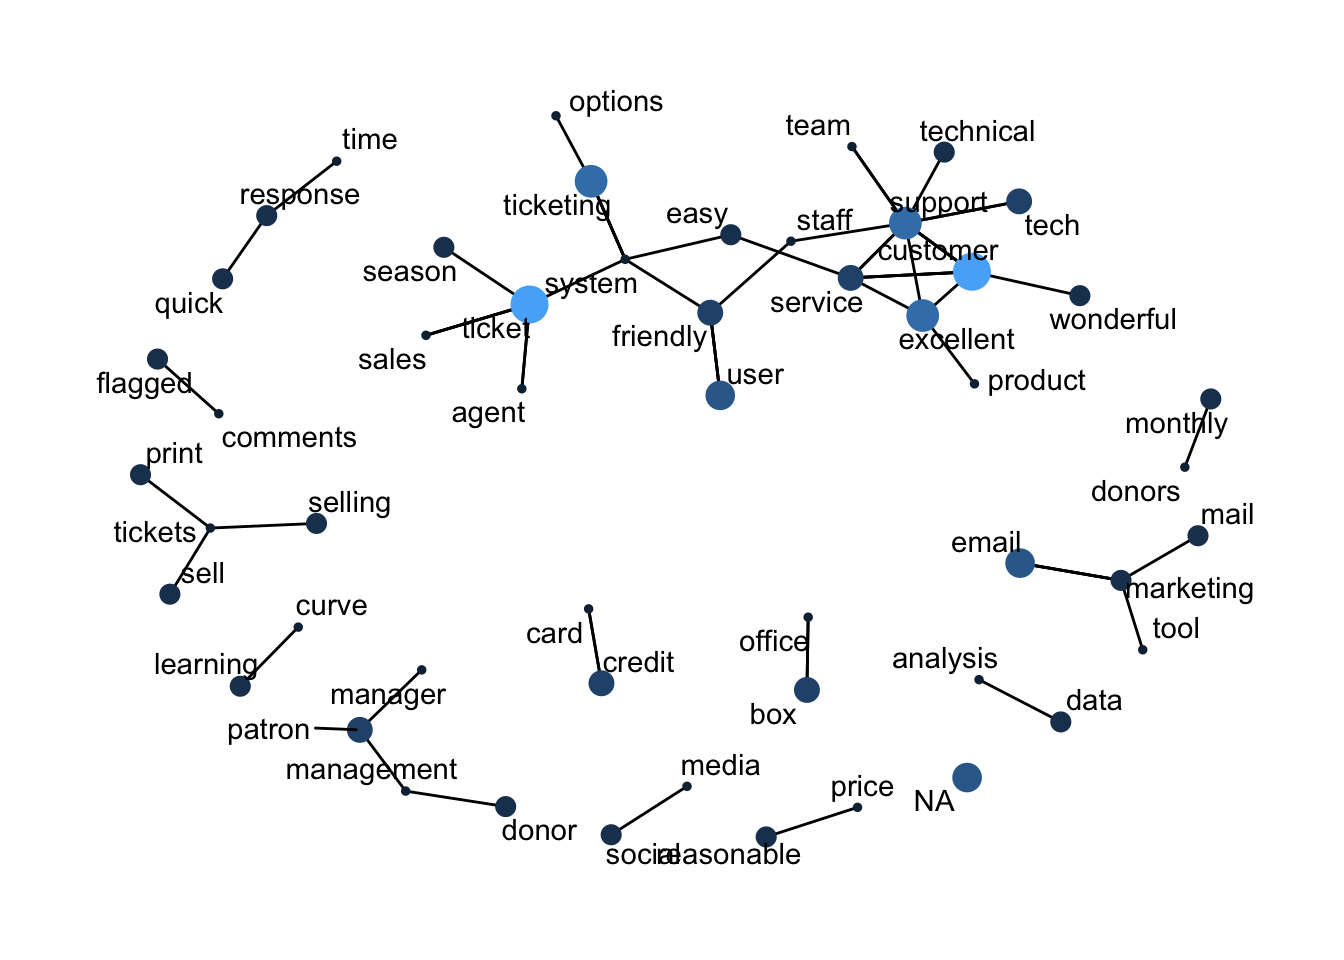 options
time
team
technical
response
support
ticketing
easy
staff
tech
customer
season
system
service
quick
ticket
friendly
excellent
wonderful
sales
user
product
flagged
agent
monthly
comments
print
donors
selling
mail
tickets
email
sell
marketing
curve
tool
card
office
learning
credit
analysis
manager
data
patron
box
management
media
price
NA
donor
social
reasonable